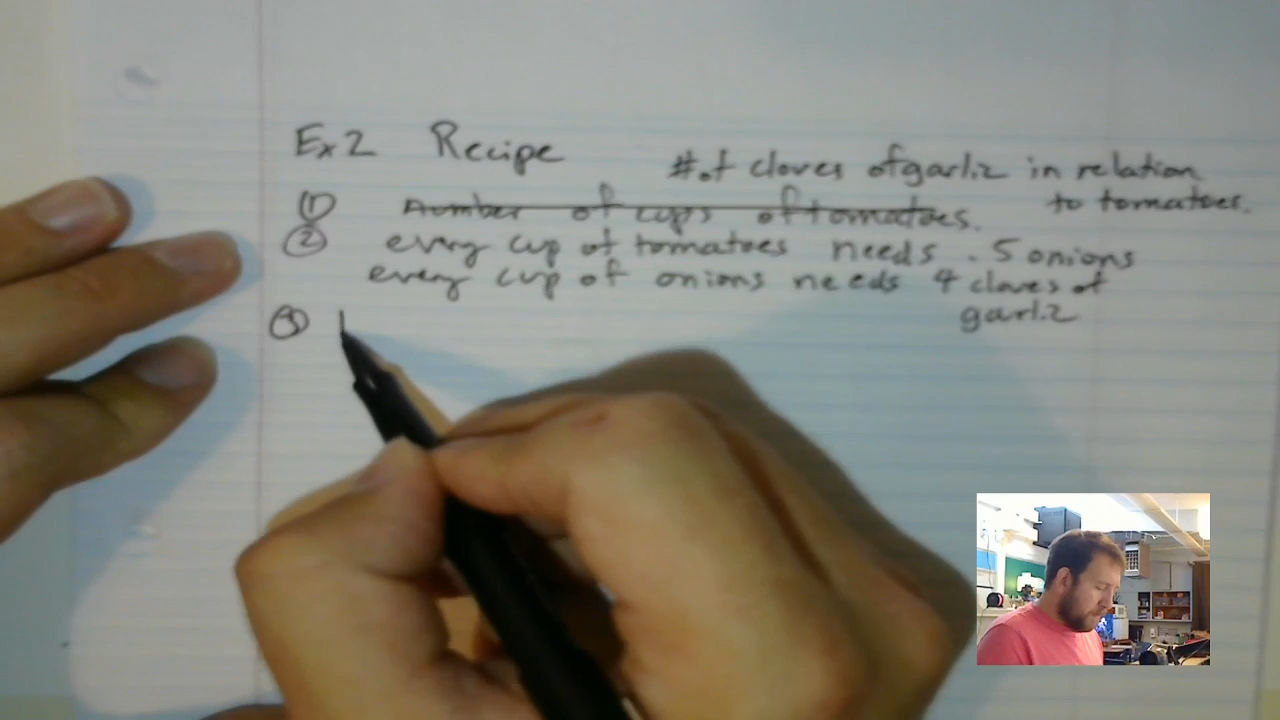 Ex2 Recipe
#.of cloves of garlic in relation
to tomatoes.
① Number of cups of tomatoes.
② every cup of tomatoes needs .5 onions
every cup of onions needs 4 cloves of
garlic
③